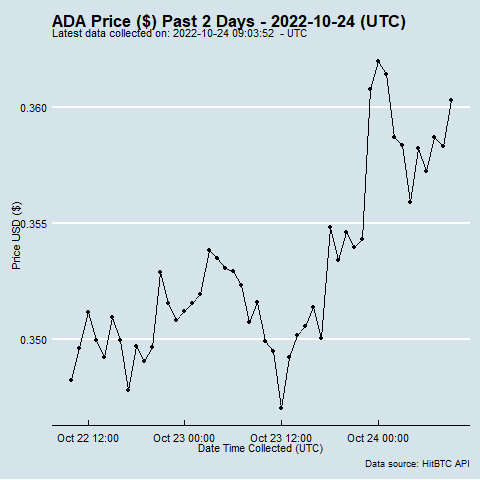 ADA Price ($) Past 2 Days - 2022-10-24 (UTC)
Latest data collected on: 2022-10-24 09:03:52 - UTC
0.360
0.355
0.350
Price USD ($)
Oct 22 12:00 Oct 23 00:00 Oct 23 12:00 Oct 24 00:00
Date Time Collected (UTC)
Data source: HitBTC API